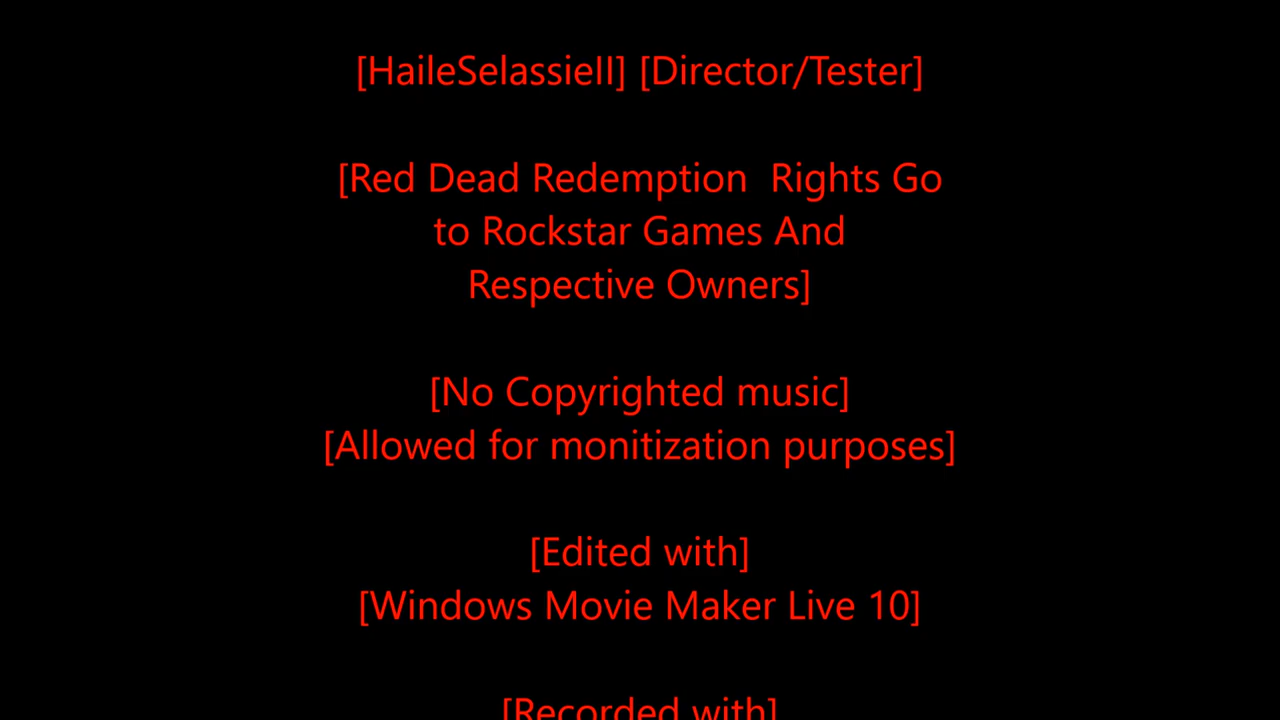 [HaileSelassieII] [Director/Tester]
[Red Dead Redemption  Rights Go
to Rockstar Games And
Respective Owners]
[No Copyrighted music]
[Allowed for monitization purposes]
[Edited with]
[Windows Movie Maker Live 10]
[Recorded with]